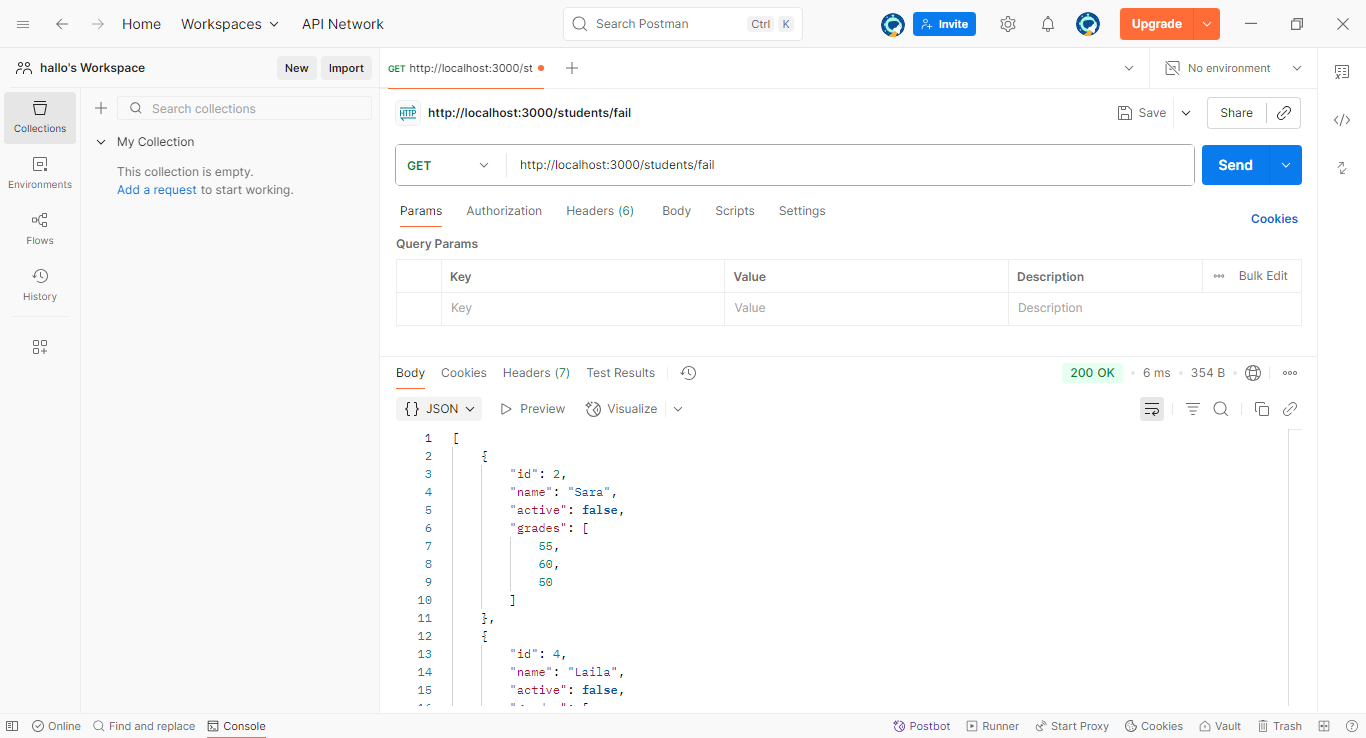 Home Workspaces API Network Search Postman Ctrl K Invite Upgrade
hallo's Workspace New Import GET http://localhost:3000/st No environment
Collections
Environments
Flows
History
Search collections
My Collection
This collection is empty.
Add a request to start working.
HTTP http://localhost:3000/students/fail Save Share
GET http://localhost:3000/students/fail Send
Params Authorization Headers (6) Body Scripts Settings Cookies
Query Params
Key Value Description Bulk Edit
Key Value Description
Body Cookies Headers (7) Test Results 200 OK 6 ms 354 B
{} JSON Preview Visualize
1 [
2 {
3 "id": 2,
4 "name": "Sara",
5 "active": false,
6 "grades": [
7 55,
8 60,
9 50
10 ]
11 },
12 {
13 "id": 4,
14 "name": "Laila",
15 "active": false,
Online Find and replace Console Postbot Runner Start Proxy Cookies Vault Trash